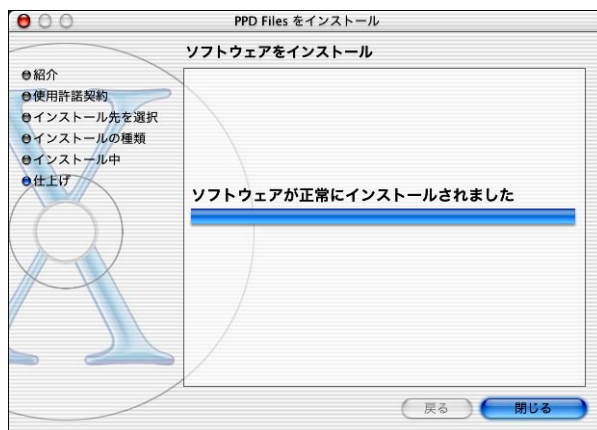 PPD Files をインストール
ソフトウェアをインストール
紹介
使用許諾契約
インストール先を選択
インストールの種類
インストール中
仕上げ
ソフトウェアが正常にインストールされました
戻る
閉じる